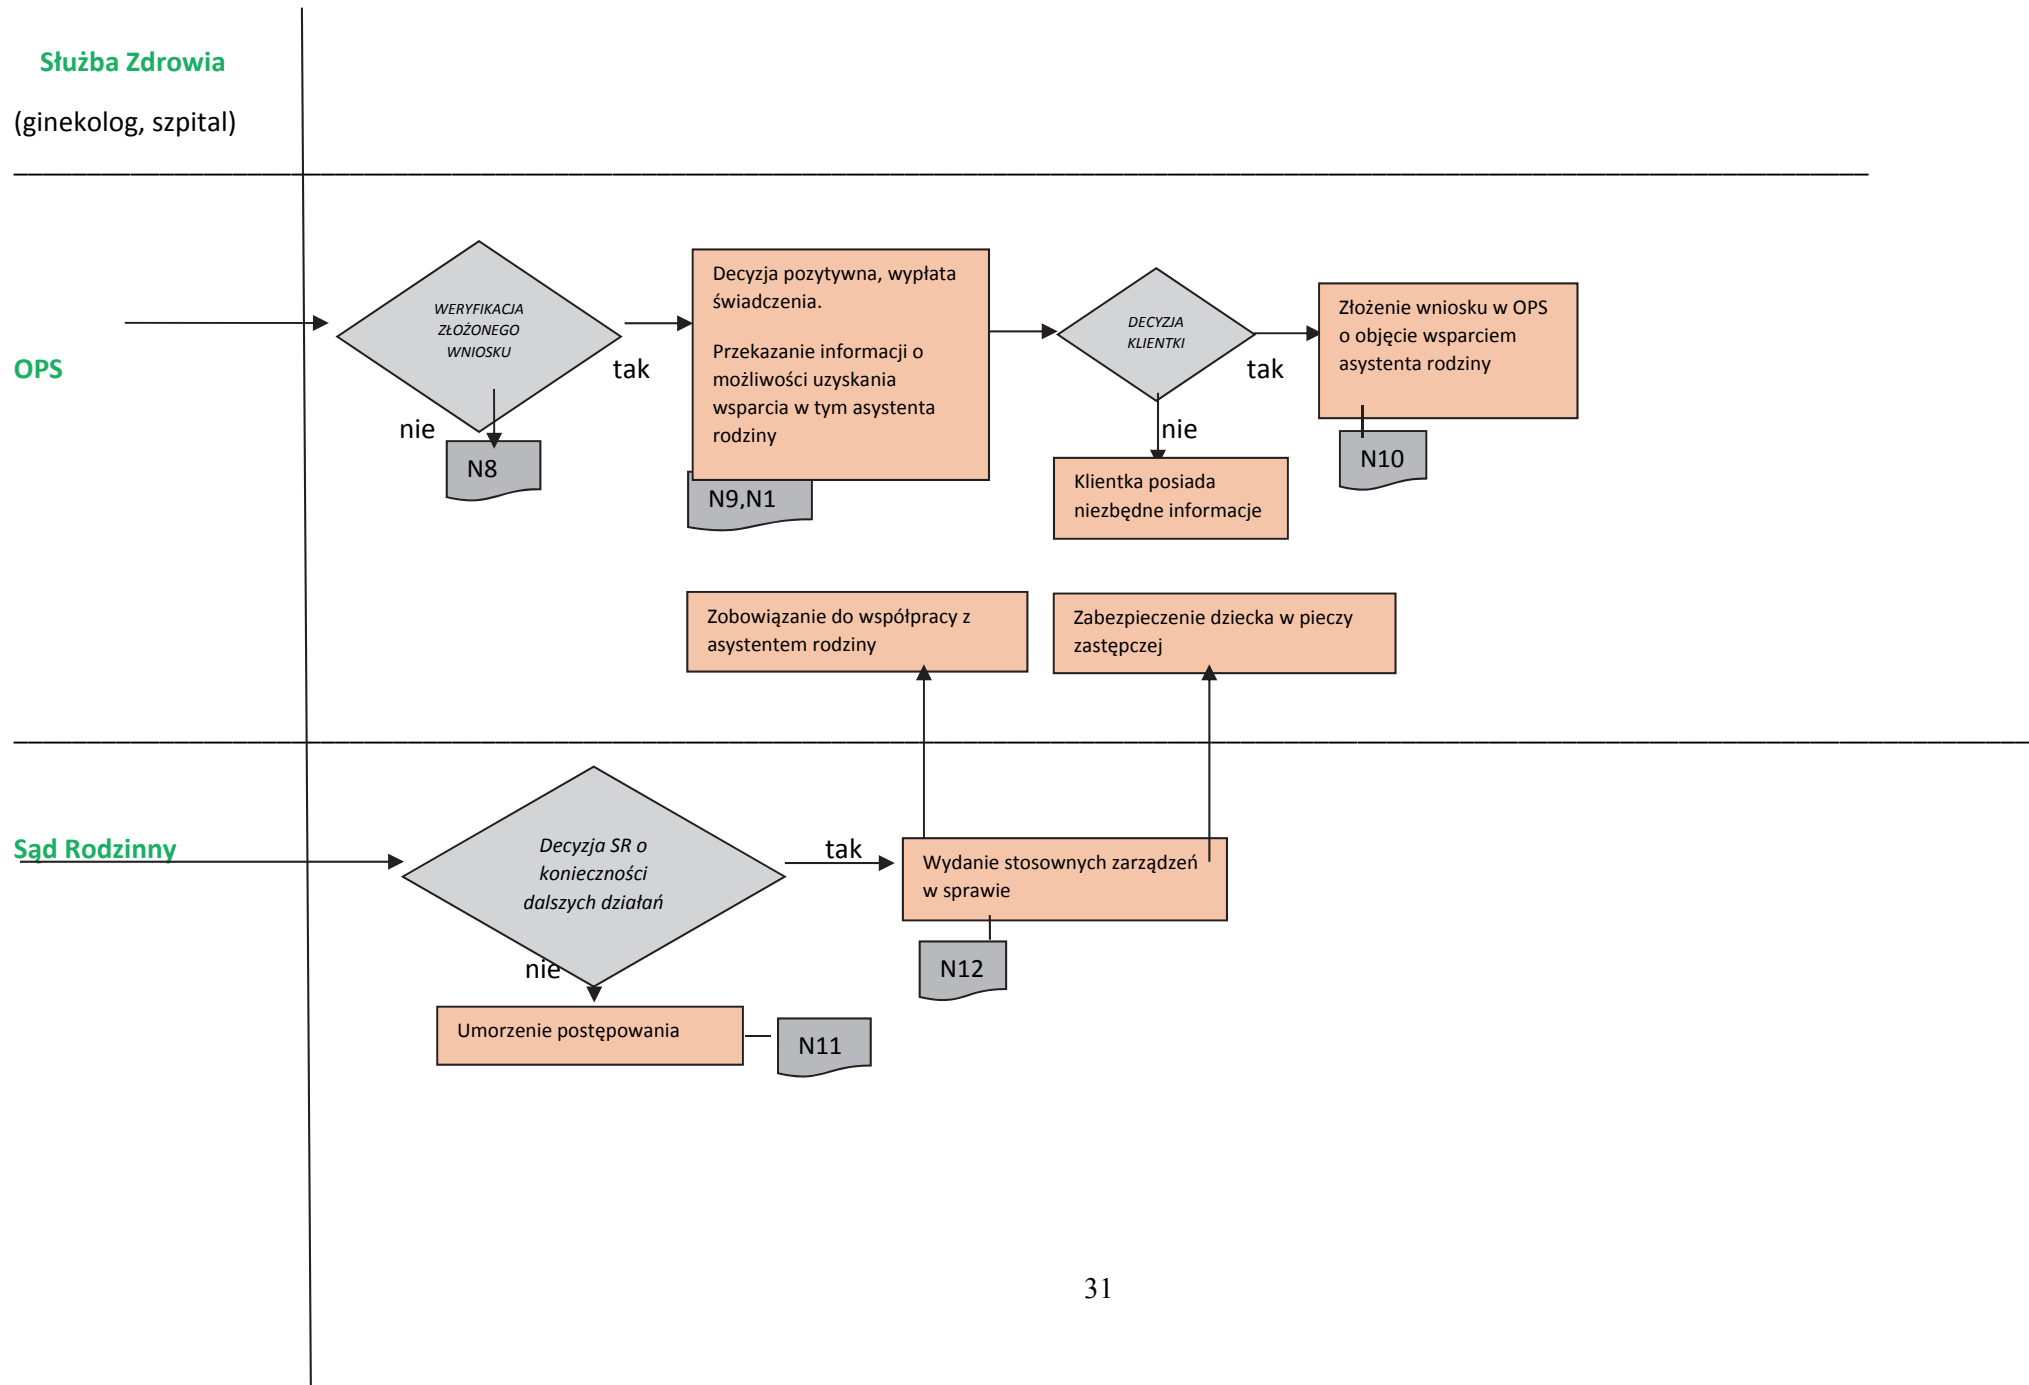 Służba Zdrowia
(ginekolog, szpital)
OPS
WERYFIKACJA
ZŁOŻONEGO
WNIOSKU
tak
nie
N8
Decyzja pozytywna, wypłata
świadczenia.
Przekazanie informacji o
możliwości uzyskania
wsparcia w tym asystenta
rodziny
N9,N1
DECYZJA
KLIENTKI
tak
nie
Klientka posiada
niezbędne informacje
Złożenie wniosku w OPS
o objęcie wsparciem
asystenta rodziny
N10
Zobowiązanie do współpracy z
asystentem rodziny
Zabezpieczenie dziecka w pieczy
zastępczej
Sąd Rodzinny
Decyzja SR o
konieczności
dalszych działań
tak
nie
Wydanie stosownych zarządzeń
w sprawie
N12
Umorzenie postępowania
N11
31